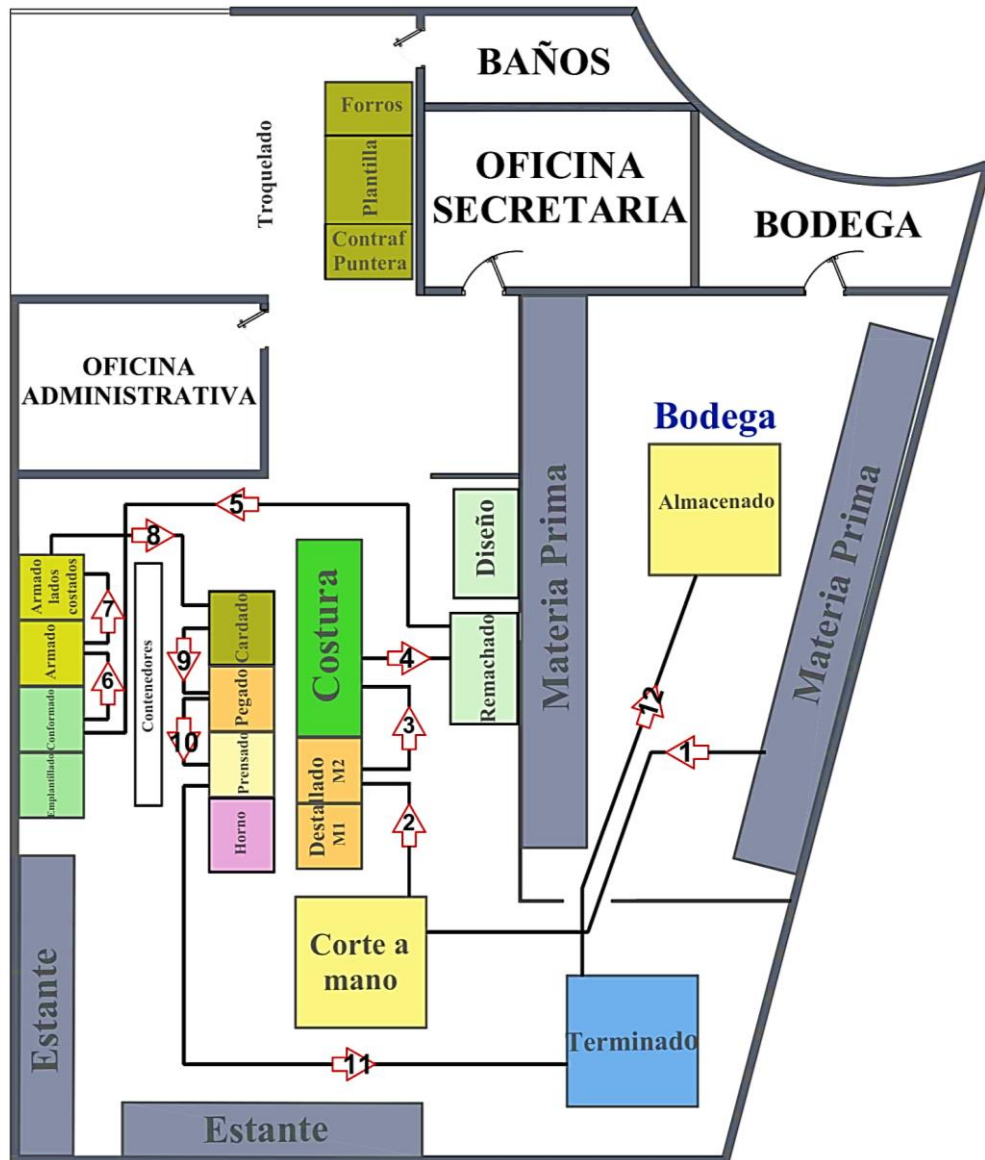 BAÑOS
Forros
Plantilla
Contraf
Puntera
Troquelado
OFICINA
SECRETARIA
BODEGA
OFICINA
ADMINISTRATIVA
Bodega
Almacenado
Materia Prima
Materia Prima
Diseño
Remachado
5
8
Armado
lados
costados
7
Armado
6
Conformado
Emplantillado
Contenedores
Cardado
9
Pegado
10
Prensado
Horno
Costura
4
3
Destallado
M2
M1
2
12
1
Corte a
mano
Terminado
11
Estante
Estante